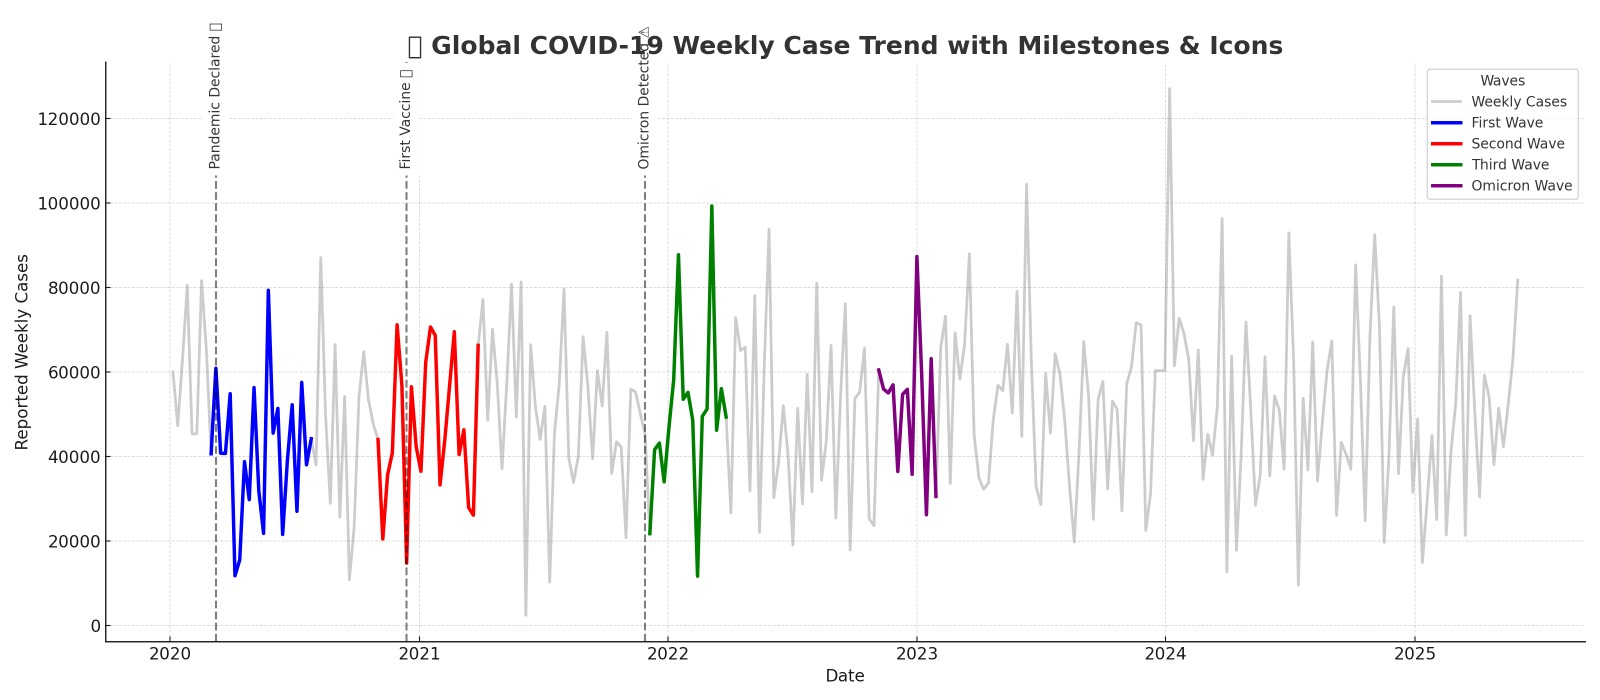 Global COVID-19 Weekly Case Trend with Milestones & Icons
Pandemic Declared
First Vaccine
Omicron Detected ⚠
Waves
Weekly Cases
First Wave
Second Wave
Third Wave
Omicron Wave
Reported Weekly Cases
120000
100000
80000
60000
40000
20000
0
2020
2021
2022
2023
2024
2025
Date